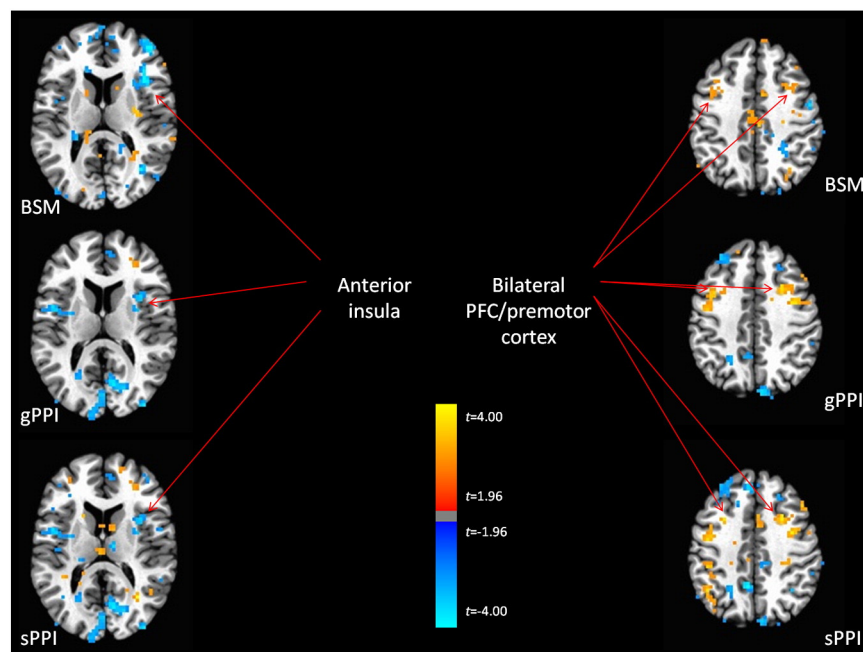 BSM
BSM
Anterior
insula
Bilateral
PFC/premotor
cortex
gPPI
gPPI
t=4.00
t=1.96
t=-1.96
t=-4.00
sPPI
sPPI